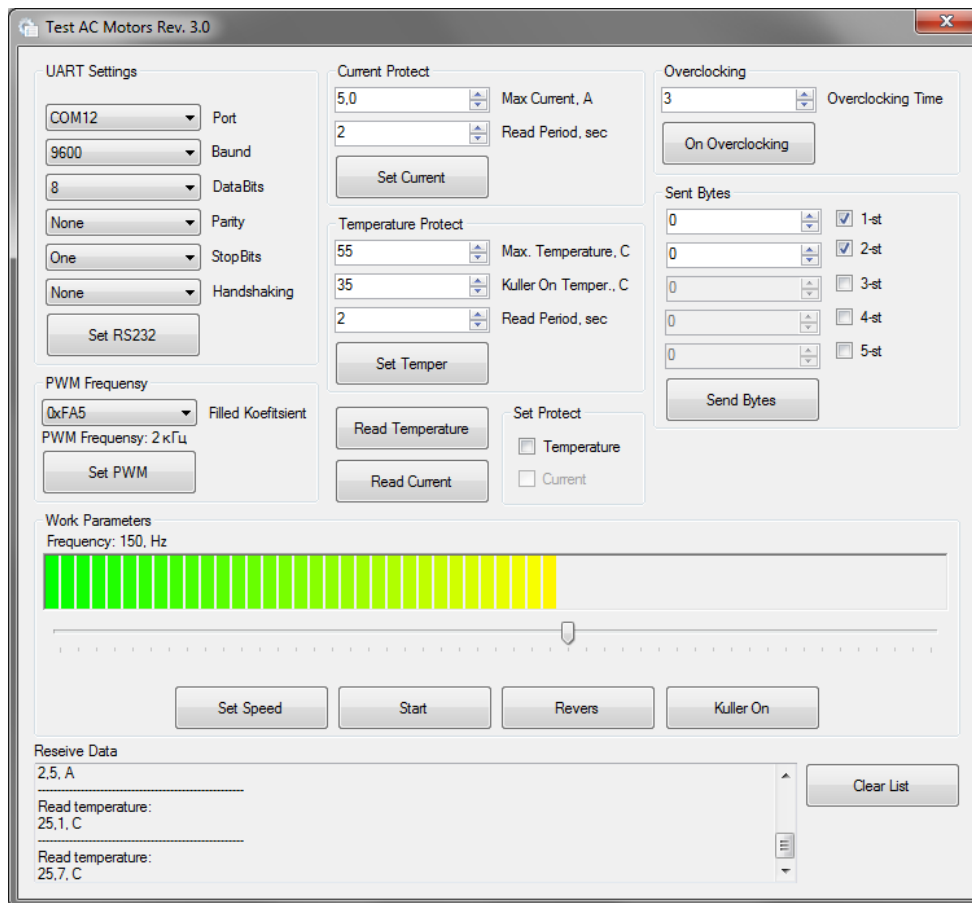 Test AC Motors Rev. 3.0
UART Settings
COM12 Port
9600 Baund
8 DataBits
None Parity
One StopBits
None Handshaking
Set RS232
PWM Frequensy
0xFA5 Filled Koefitsient
PWM Frequensy: 2 кГц
Set PWM
Current Protect
5,0 Max Current, A
2 Read Period, sec
Set Current
Temperature Protect
55 Max. Temperature, C
35 Kuller On Temper., C
2 Read Period, sec
Set Temper
Read Temperature
Read Current
Set Protect
Temperature
Current
Overclocking
3 Overclocking Time
On Overclocking
Sent Bytes
0 1-st
0 2-st
0 3-st
0 4-st
0 5-st
Send Bytes
Work Parameters
Frequency: 150, Hz
Set Speed Start Revers Kuller On
Reseive Data
2,5, A
----------------------------------------------------
Read temperature:
25,1, C
----------------------------------------------------
Read temperature:
25,7, C
Clear List